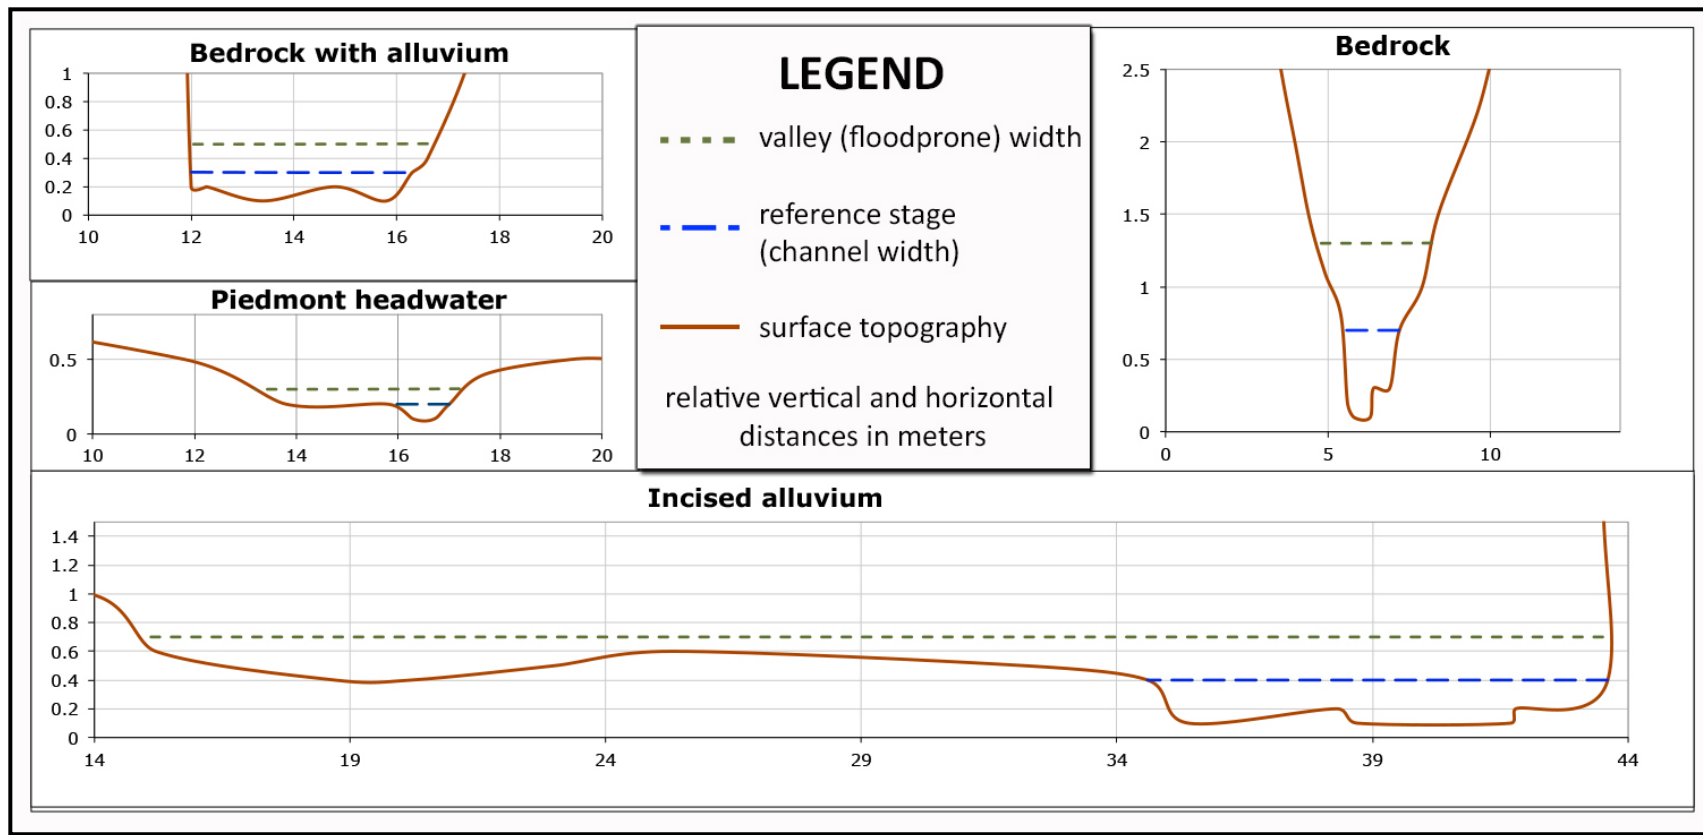 Bedrock with alluvium
1
0.8
0.6
0.4
0.2
0
10 12 14 16 18 20
Piedmont headwater
0.5
0
10 12 14 16 18 20
LEGEND
valley (floodprone) width
reference stage
(channel width)
surface topography
relative vertical and horizontal
distances in meters
Bedrock
2.5
2
1.5
1
0.5
0
0 5 10
Incised alluvium
1.4
1.2
1
0.8
0.6
0.4
0.2
0
14 19 24 29 34 39 44